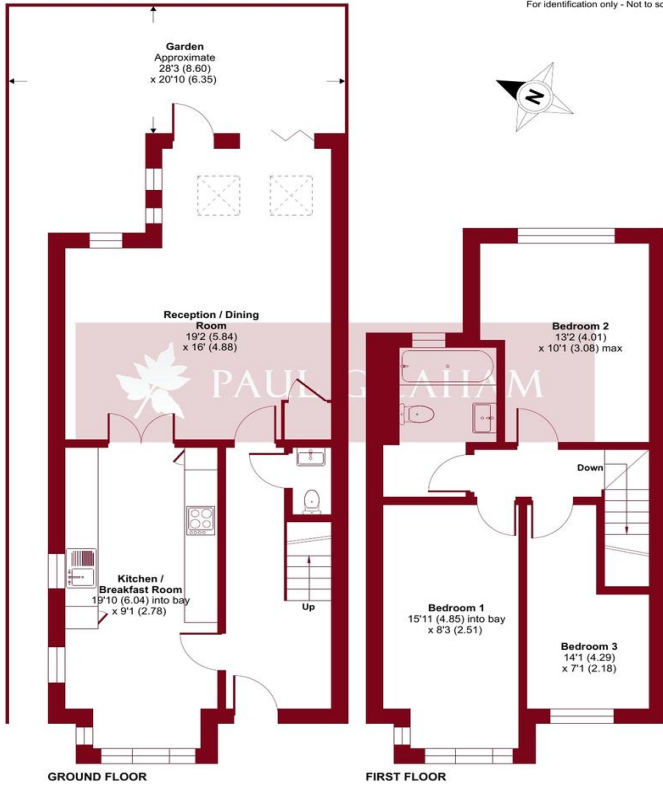 For identification only - Not to sc
Garden
Approximate
28'3 (8.60)
x 20'10 (6.35)
N
Reception / Dining
Room
19'2 (5.84)
x 16' (4.88)
Bedroom 2
13'2 (4.01)
x 10'1 (3.08) max
PAUL GRAHAM
Down
Kitchen /
Breakfast Room
19'10 (6.04) into bay
x 9'1 (2.78)
Up
Bedroom 1
15'11 (4.85) into bay
x 8'3 (2.51)
Bedroom 3
14'1 (4.29)
x 7'1 (2.18)
GROUND FLOOR
FIRST FLOOR